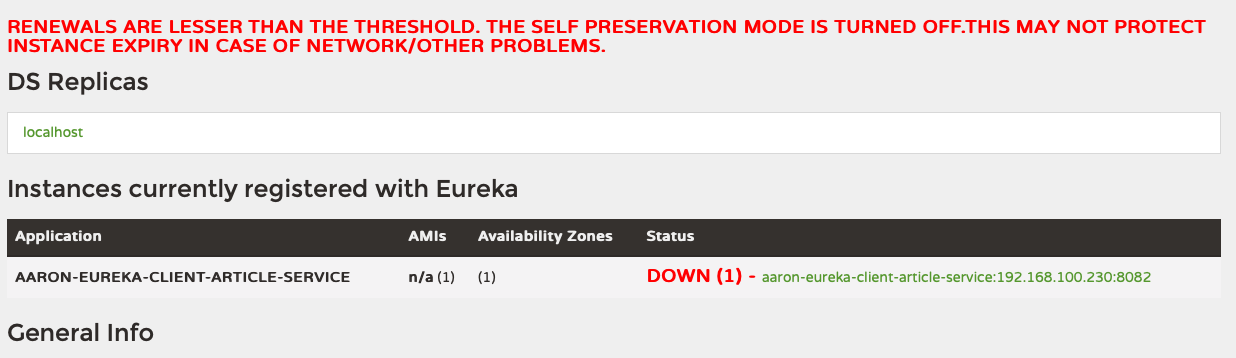 RENEWALS ARE LESSER THAN THE THRESHOLD. THE SELF PRESERVATION MODE IS TURNED OFF.THIS MAY NOT PROTECT
INSTANCE EXPIRY IN CASE OF NETWORK/OTHER PROBLEMS.
DS Replicas
localhost
Instances currently registered with Eureka
Application AMIs Availability Zones Status
AARON-EUREKA-CLIENT-ARTICLE-SERVICE n/a (1) (1) DOWN (1) - aaron-eureka-client-article-service:192.168.100.230:8082
General Info